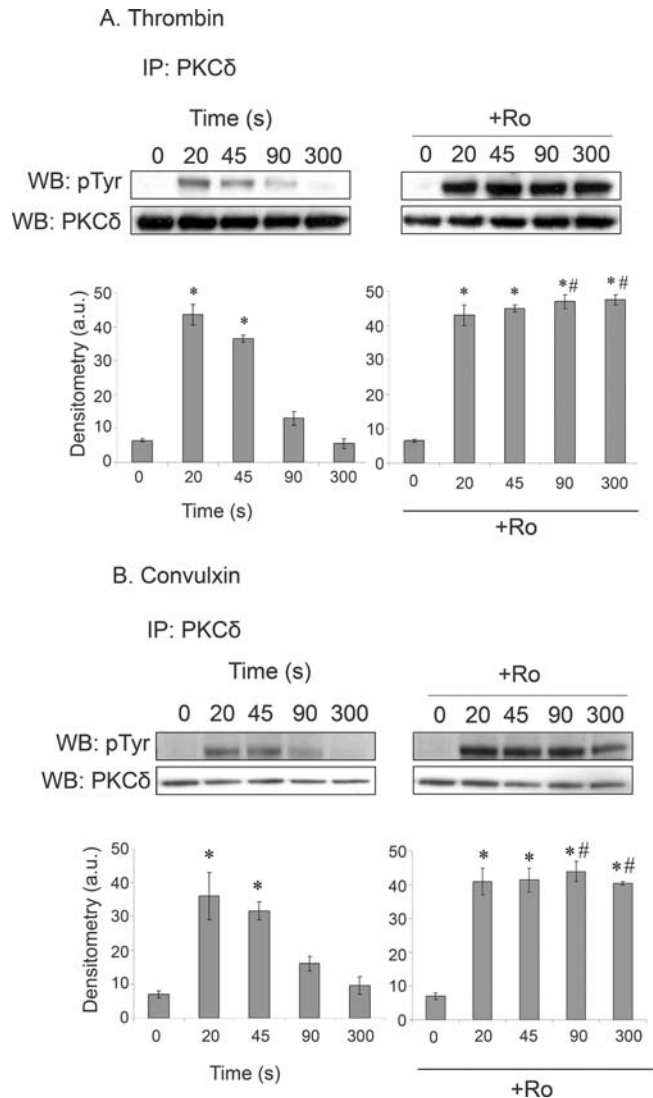 A. Thrombin
IP: PKCδ
Time (s)
0 20 45 90 300
WB: pTyr
WB: PKCδ
+Ro
0 20 45 90 300
Densitometry (a.u.)
50
40
30
20
10
0
* *
0 20 45 90 300
Time (s)
50
40
30
20
10
0
* * *# *#
0 20 45 90 300
+Ro
B. Convulxin
IP: PKCδ
Time (s)
0 20 45 90 300
WB: pTyr
WB: PKCδ
+Ro
0 20 45 90 300
Densitometry (a.u.)
50
40
30
20
10
0
* *
0 20 45 90 300
Time (s)
50
40
30
20
10
0
* * *# *#
0 20 45 90 300
+Ro